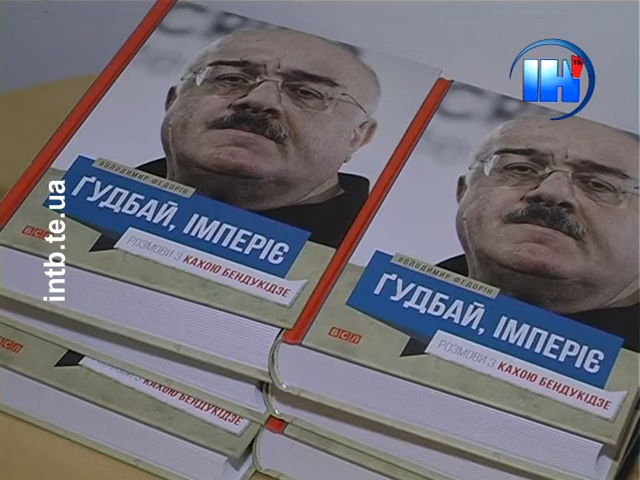 ІН ТБ
intb.te.ua
ВОЛОДИМИР ФЕДОРІН
ҐУДБАЙ, ІМПЕРІЄ
РОЗМОВИ З КАХОЮ БЕНДУКІДЗЕ
ВСЛ
ВОЛОДИМИР ФЕДОРІН
ҐУДБАЙ, ІМПЕРІЄ
РОЗМОВИ З КАХОЮ БЕНДУКІДЗЕ
ВСЛ
КАХОЮ БЕНДУКІДЗЕ